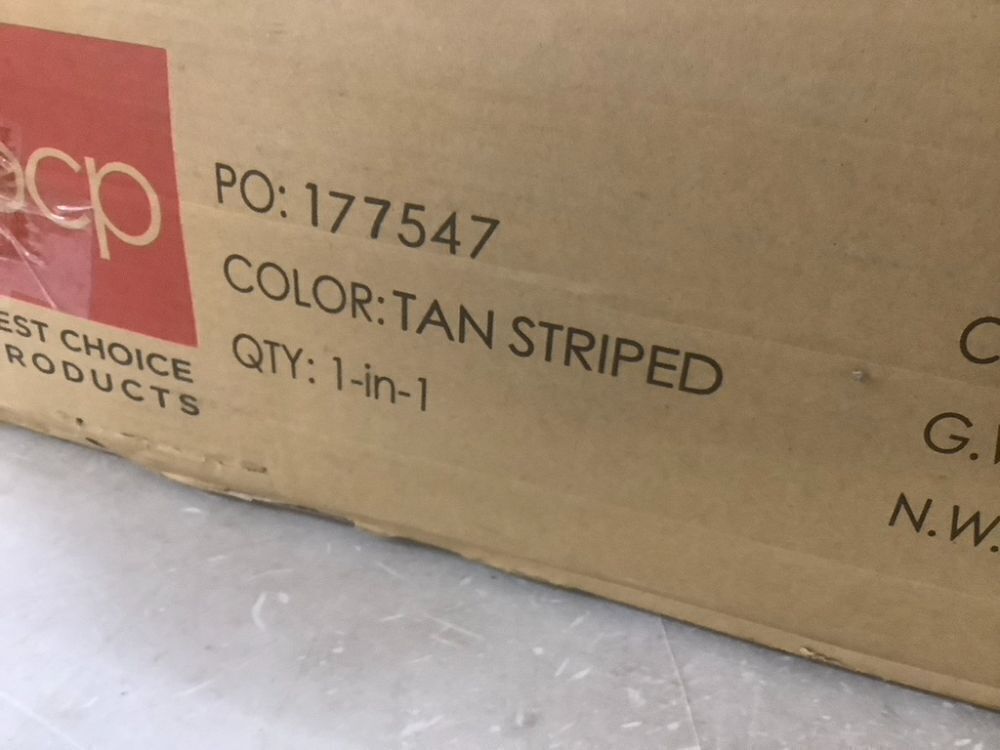 bcp
EST CHOICE
RODUCTS
PO: 177547
COLOR: TAN STRIPED
QTY: 1-in-1
C
G.
N.W.